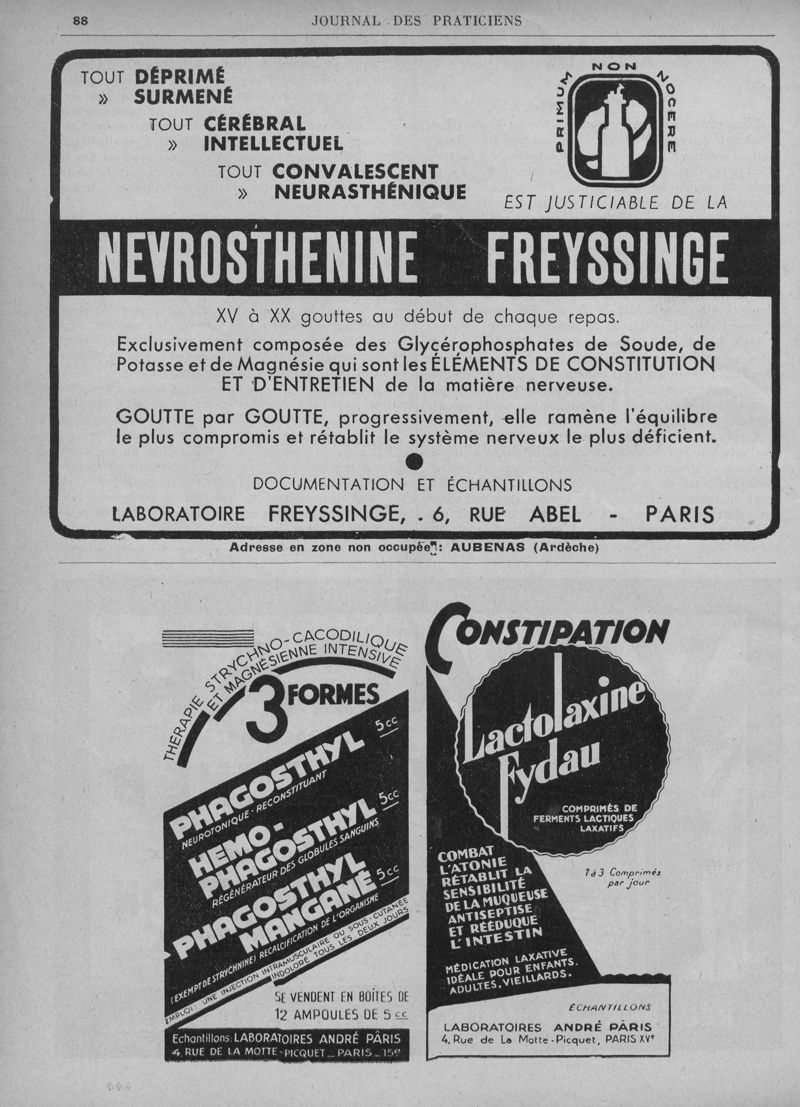 88
JOURNAL DES PRATICIENS
TOUT DÉPRIMÉ
» SURMENÉ
TOUT CÉRÉBRAL
» INTELLECTUEL
TOUT CONVALESCENT
» NEURASTHÉNIQUE
PRIMUM NON NOCERE
EST JUSTICIABLE DE LA
NEVROSTHENINE FREYSSINGE
XV à XX gouttes au début de chaque repas.
Exclusivement composée des Glycérophosphates de Soude, de
Potasse et de Magnésie qui sont les ÉLÉMENTS DE CONSTITUTION
ET D'ENTRETIEN de la matière nerveuse.
GOUTTE par GOUTTE, progressivement, elle ramène l'équilibre
le plus compromis et rétablit le système nerveux le plus déficient.
DOCUMENTATION ET ÉCHANTILLONS
LABORATOIRE FREYSSINGE, . 6, RUE ABEL - PARIS
Adresse en zone non occupée : AUBENAS (Ardèche)
THÉRAPIE STRYCHNO-CACODILIQUE
ET MAGNÉSIENNE INTENSIVE
3 FORMES
PHAGOSTHYL 5cc
NEUROTONIQUE - RECONSTITUANT
HEMO-
PHAGOSTHYL 5cc
RÉGÉNÉRATEUR DES GLOBULES SANGUINS
PHAGOSTHYL 5cc
MANGANÉ
(EXEMPT DE STRYCHNINE) RECALCIFICATION DE L'ORGANISME
EMPLOI : UNE INJECTION INTRAMUSCULAIRE OU SOUS-CUTANÉE
INDOLORE TOUS LES DEUX JOURS
SE VENDENT EN BOÎTES DE
12 AMPOULES DE 5 cc
Echantillons: LABORATOIRES ANDRÉ PÂRIS
4, RUE DE LA MOTTE-PICQUET _ PARIS _ 15e
CONSTIPATION
Lactolaxine
Fydau
COMPRIMÉS DE
FERMENTS LACTIQUES
LAXATIFS
COMBAT
L'ATONIE
RÉTABLIT LA
SENSIBILITÉ
DE LA MUQUEUSE
ANTISEPTISE
ET RÉÉDUQUE
L'INTESTIN
1 à 3 Comprimés
par jour
MÉDICATION LAXATIVE
IDÉALE POUR ENFANTS.
ADULTES. VIEILLARDS.
ÉCHANTILLONS
LABORATOIRES ANDRÉ PÂRIS
4, Rue de La Motte-Picquet, PARIS XVe